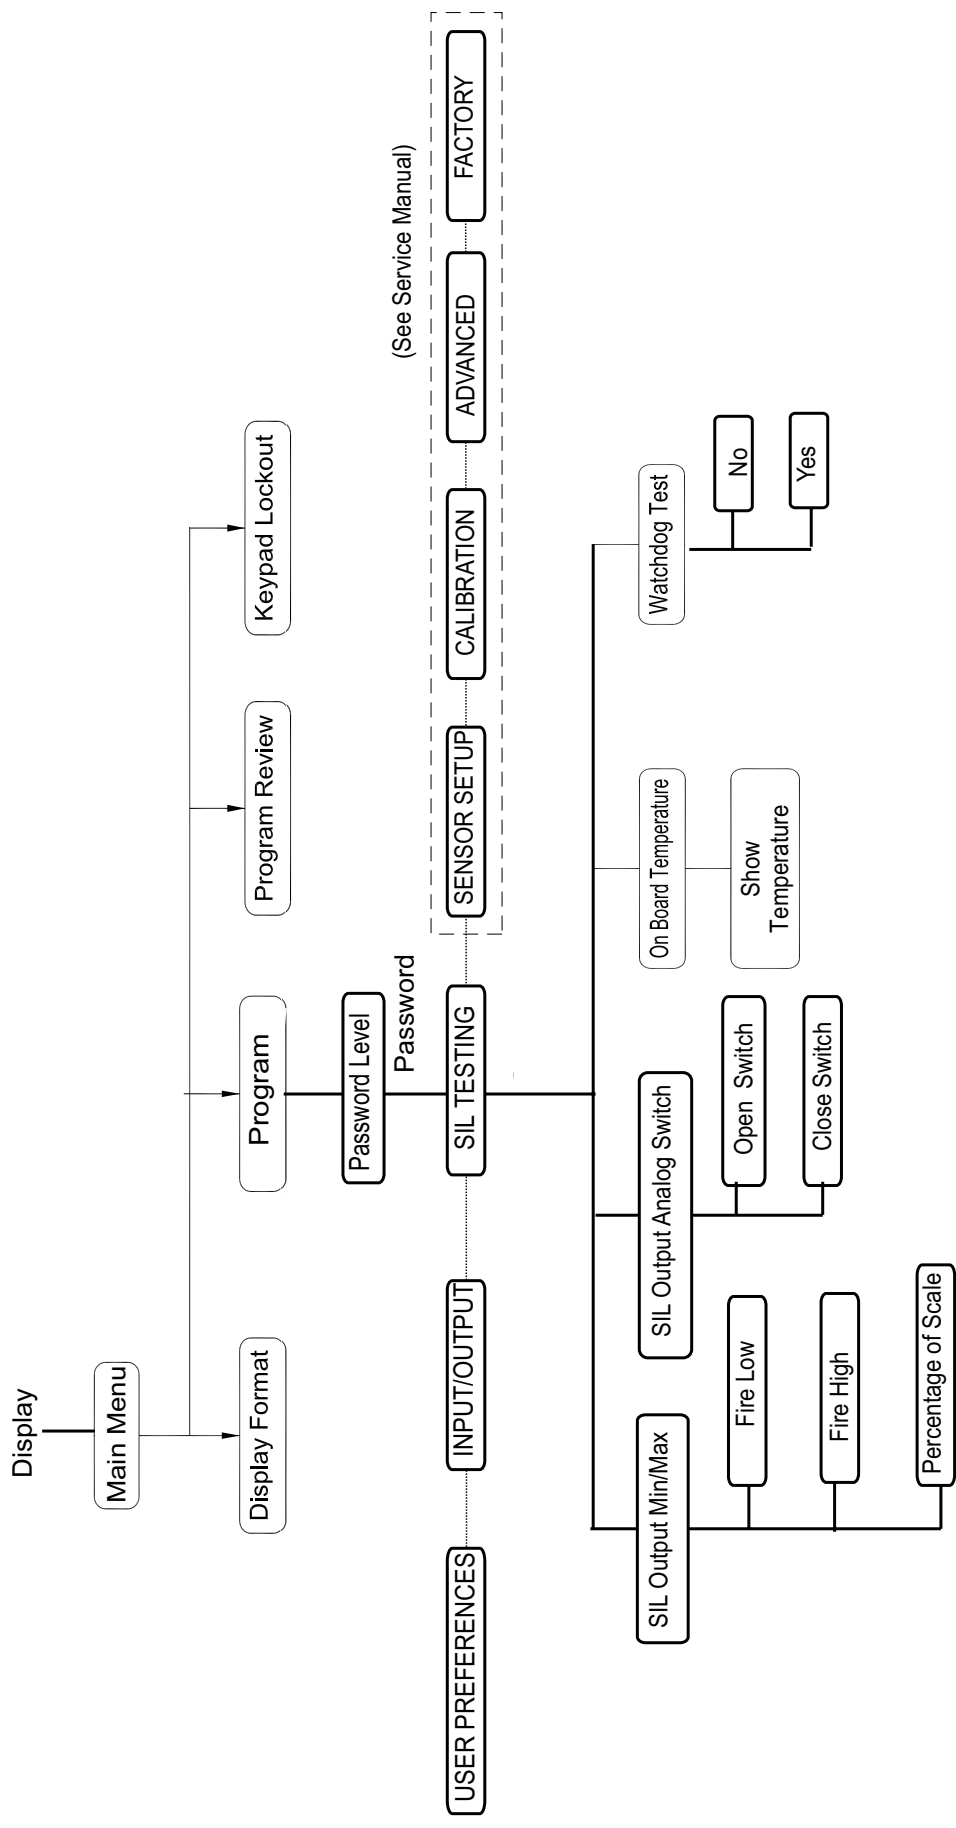 Display
Main Menu
Display Format
Program
Program Review
Keypad Lockout
Password Level
Password
(See Service Manual)
USER PREFERENCES
INPUT/OUTPUT
SIL TESTING
SENSOR SETUP
CALIBRATION
ADVANCED
FACTORY
SIL Output Min/Max
Fire Low
Fire High
Percentage of Scale
SIL Output Analog Switch
Open Switch
Close Switch
On Board Temperature
Show
Temperature
Watchdog Test
No
Yes